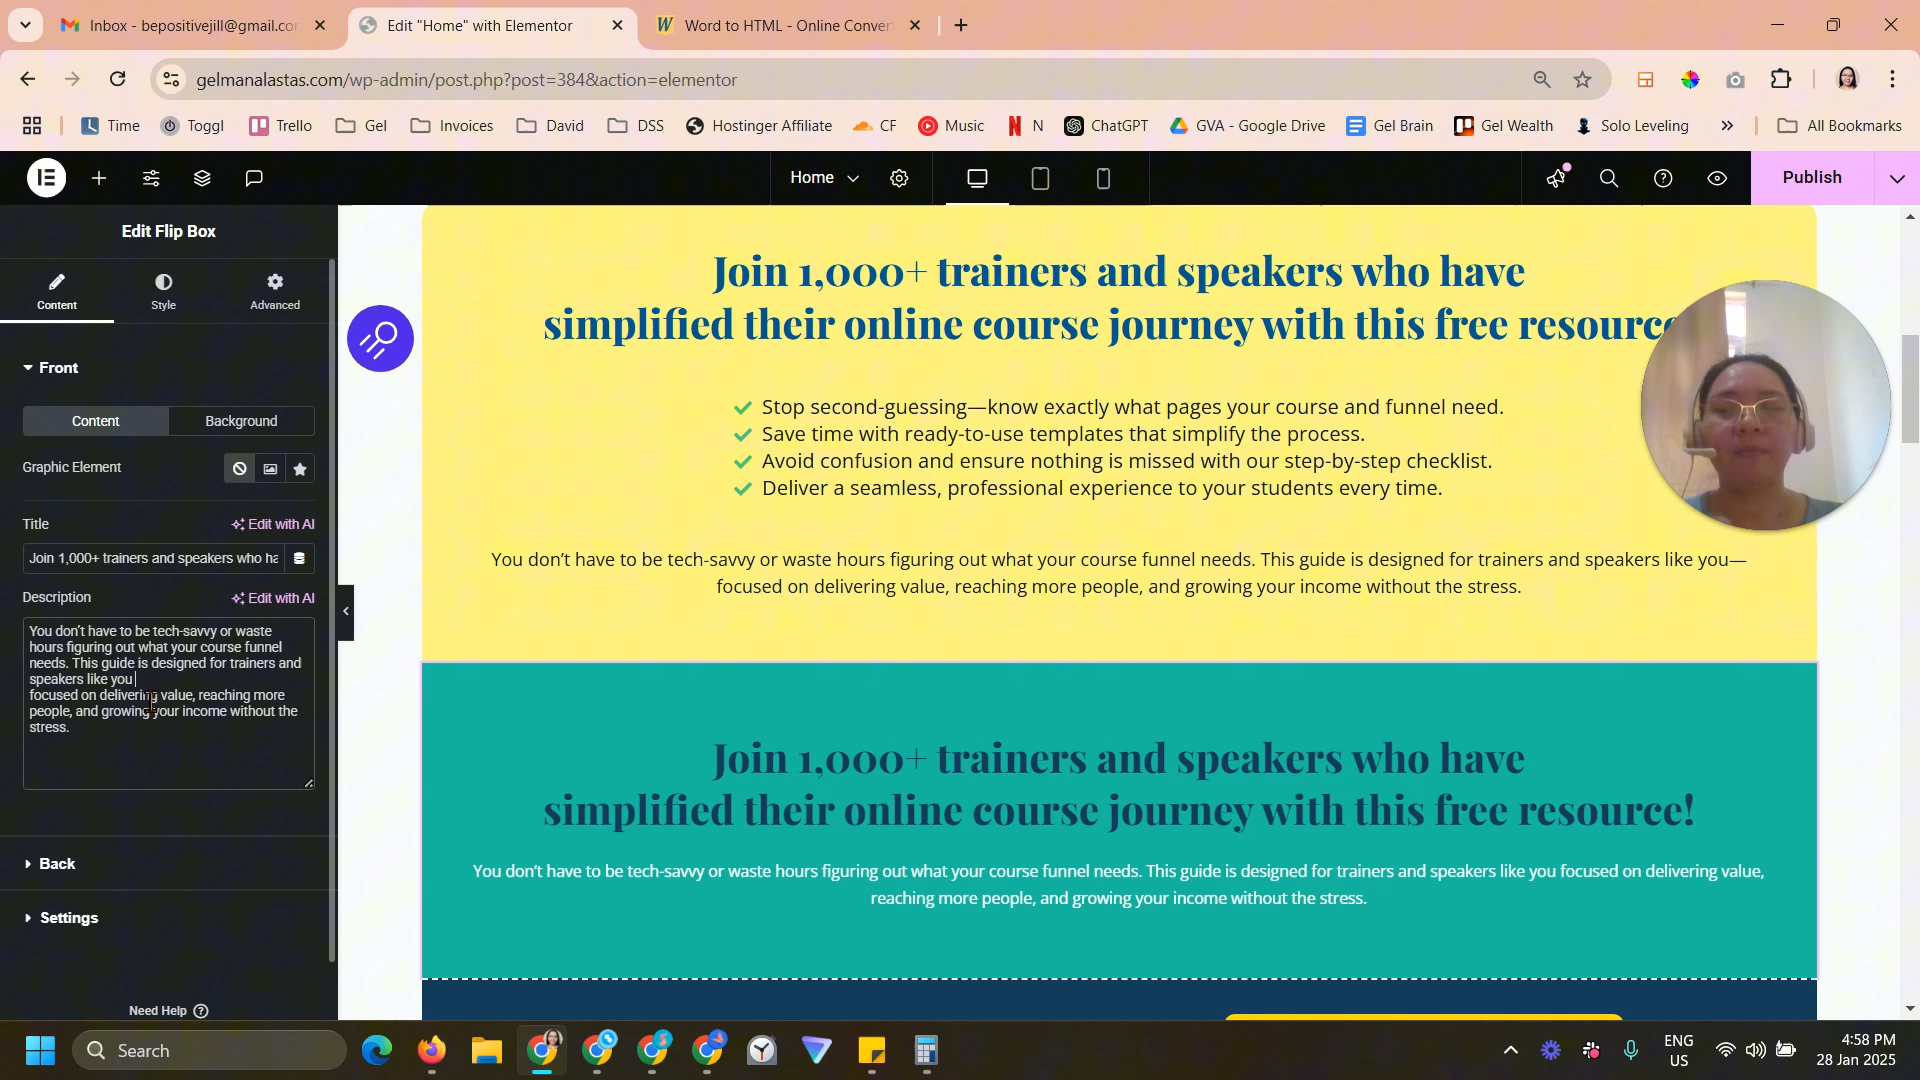 Inbox - bepositivejill@gmail.co
Edit "Home" with Elementor
Word to HTML - Online Conver
gelmanalastas.com/wp-admin/post.php?post=384&action=elementor
Time
Toggl
Trello
Gel
Invoices
David
DSS
Hostinger Affiliate
CF
Music
N
ChatGPT
GVA - Google Drive
Gel Brain
Gel Wealth
Solo Leveling
All Bookmarks
Home
Publish
Edit Flip Box
Content
Style
Advanced
Front
Content
Background
Graphic Element
Title
Edit with AI
Join 1,000+ trainers and speakers who ha
Description
Edit with AI
You don't have to be tech-savvy or waste
hours figuring out what your course funnel
needs. This guide is designed for trainers and
speakers like you
focused on delivering value, reaching more
people, and growing your income without the
stress.
Back
Settings
Need Help
Join 1,000+ trainers and speakers who have
simplified their online course journey with this free resource
Stop second-guessing—know exactly what pages your course and funnel need.
Save time with ready-to-use templates that simplify the process.
Avoid confusion and ensure nothing is missed with our step-by-step checklist.
Deliver a seamless, professional experience to your students every time.
You don't have to be tech-savvy or waste hours figuring out what your course funnel needs. This guide is designed for trainers and speakers like you—
focused on delivering value, reaching more people, and growing your income without the stress.
Join 1,000+ trainers and speakers who have
simplified their online course journey with this free resource!
You don't have to be tech-savvy or waste hours figuring out what your course funnel needs. This guide is designed for trainers and speakers like you focused on delivering value,
reaching more people, and growing your income without the stress.
Search
ENG
US
4:58 PM
28 Jan 2025